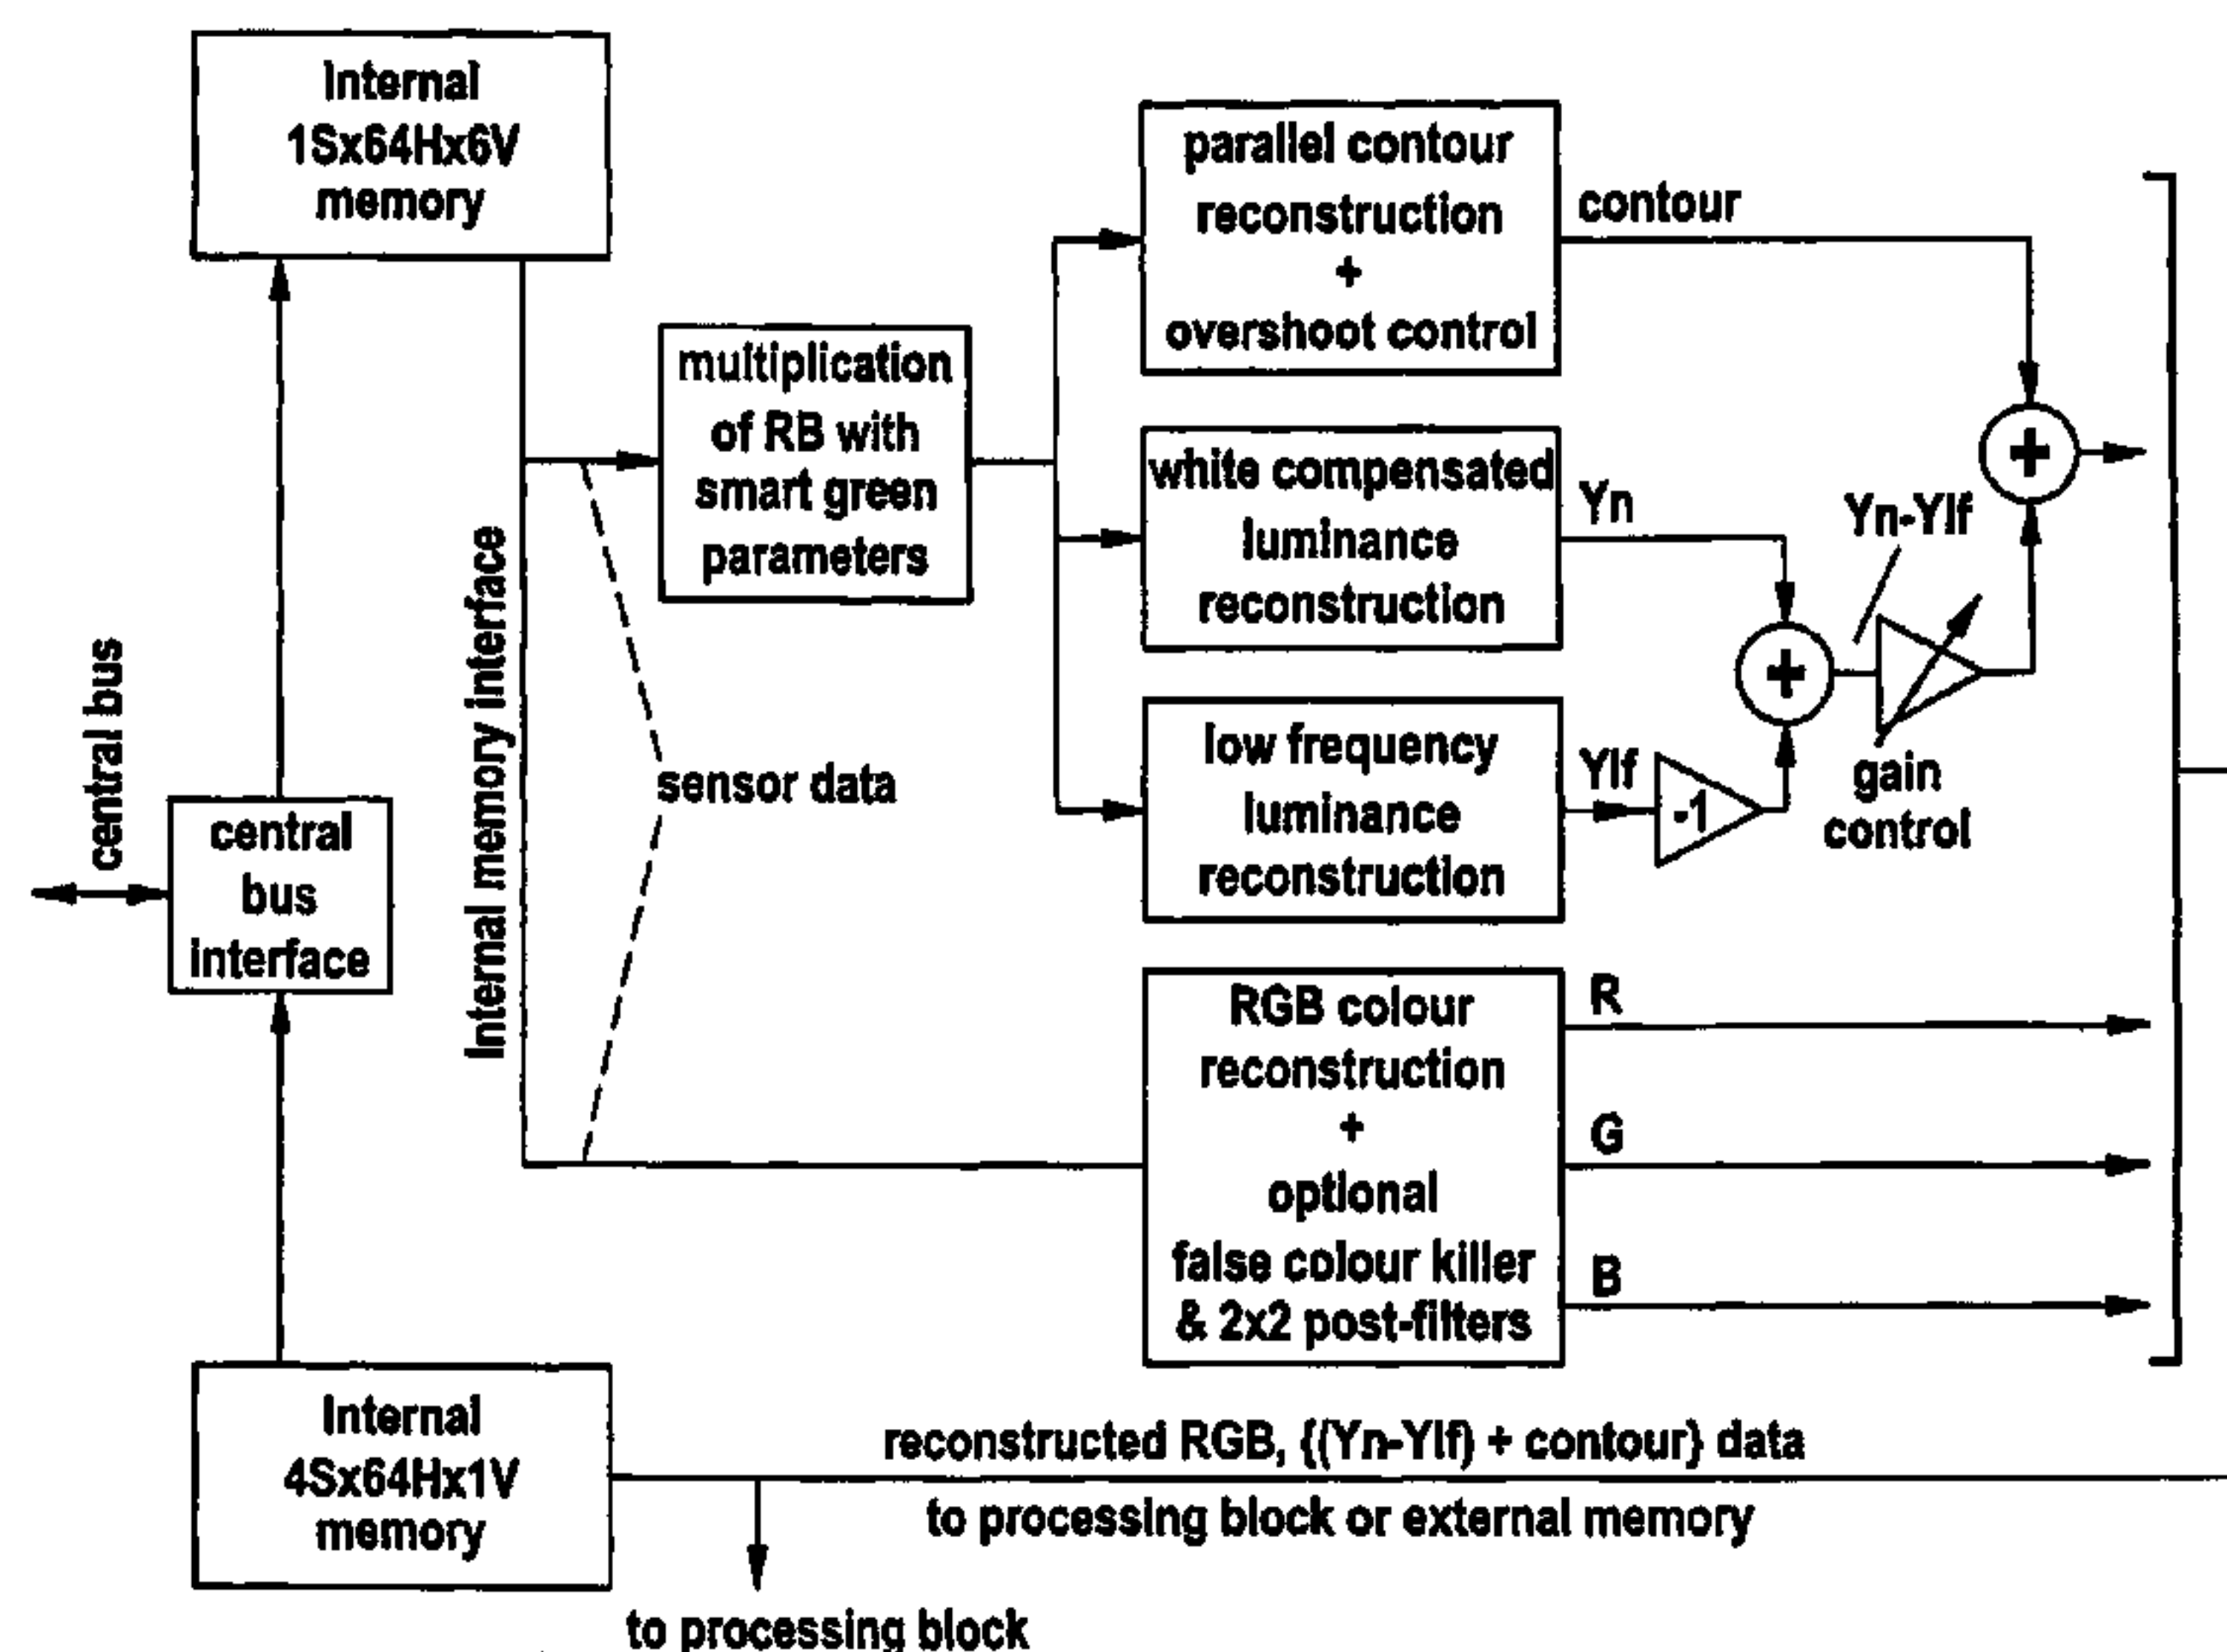 Internal
1Sx64Hx6V
memory
parallel contour
reconstruction
+
overshoot control
contour
multiplication
of RB with
smart green
parameters
white compensated
luminance
reconstruction
Yn
+
Yn-Ylf
+
Internal memory interface
central bus
sensor data
low frequency
luminance
reconstruction
Ylf
-1
gain
control
central
bus
interface
RGB colour
reconstruction
+
optional
false colour killer
& 2x2 post-filters
R
G
B
Internal
4Sx64Hx1V
memory
reconstructed RGB, {(Yn-Ylf) + contour} data
to processing block or external memory
to processing block